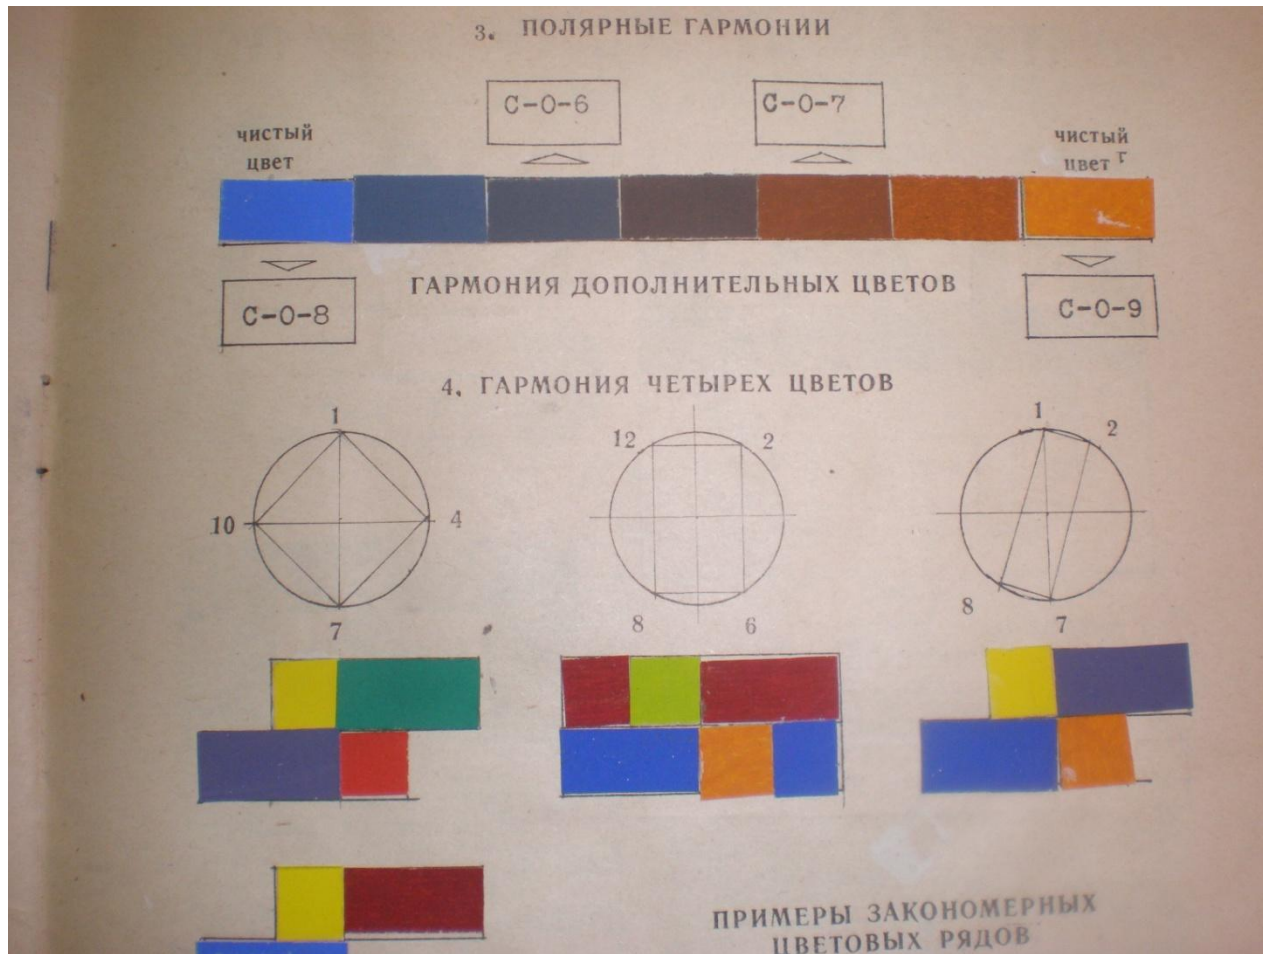 3. ПОЛЯРНЫЕ ГАРМОНИИ
С-О-6 С-О-7
чистый цвет
чистый цвет г
С-О-8
ГАРМОНИЯ ДОПОЛНИТЕЛЬНЫХ ЦВЕТОВ
С-О-9
4. ГАРМОНИЯ ЧЕТЫРЕХ ЦВЕТОВ
1
10 4
7
12 2
8 6
1 2
8 7
ПРИМЕРЫ ЗАКОНОМЕРНЫХ
ЦВЕТОВЫХ РЯДОВ